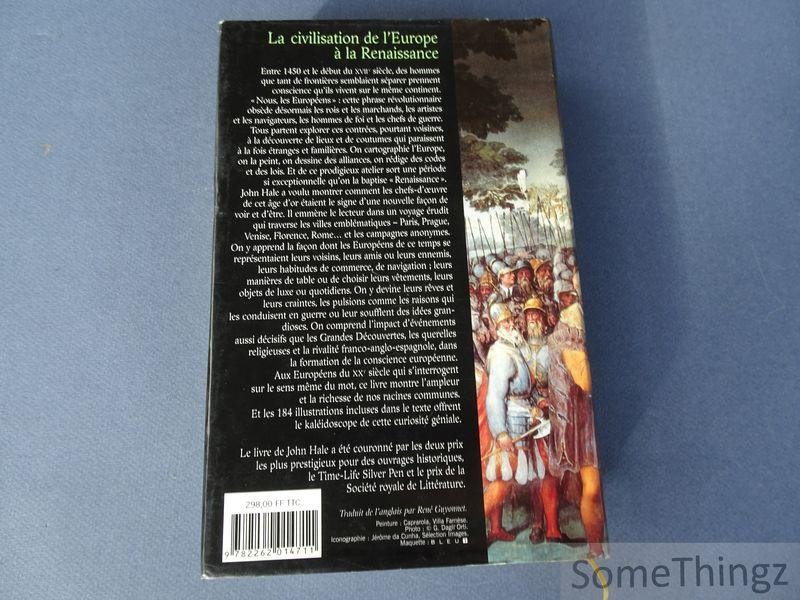 La civilisation de l'Europe
à la Renaissance
Entre 1450 et le début du XVIIe siècle, des hommes
que tant de frontières semblaient séparer prennent
conscience qu'ils vivent sur le même continent.
« Nous, les Européens » : cette phrase révolutionnaire
obsède désormais les rois et les marchands, les artistes
et les navigateurs, les hommes de foi et les chefs de guerre.
Tous partent explorer ces contrées, pourtant voisines,
à la découverte de lieux et de coutumes qui paraissent
à la fois étranges et familières. On cartographie l'Europe,
on la peint, on dessine des alliances, on rédige des codes
et des lois. Et de ce prodigieux atelier sort une période
si exceptionnelle qu'on la baptise « Renaissance ».
John Hale a voulu montrer comment les chefs-d'œuvre
de cet âge d'or étaient le signe d'une nouvelle façon de
voir et d'être. Il emmène le lecteur dans un voyage érudit
qui traverse les villes emblématiques – Paris, Prague,
Venise, Florence, Rome... et les campagnes anonymes.
On y apprend la façon dont les Européens de ce temps se
représentaient leurs voisins, leurs amis ou leurs ennemis,
leurs habitudes de commerce, de navigation ; leurs
manières de table ou de choisir leurs vêtements, leurs
objets de luxe ou quotidiens. On y devine leurs rêves et
leurs craintes, les pulsions comme les raisons qui
les conduisent en guerre ou leur soufflent des idées gran-
dioses. On comprend l'impact d'événements
aussi décisifs que les Grandes Découvertes, les querelles
religieuses et la rivalité franco-anglo-espagnole, dans
la formation de la conscience européenne.
Aux Européens du XXe siècle qui s'interrogent
sur le sens même du mot, ce livre montre l'ampleur
et la richesse de nos racines communes.
Et les 184 illustrations incluses dans le texte offrent
le kaléidoscope de cette curiosité géniale.
Le livre de John Hale a été couronné par les deux prix
les plus prestigieux pour des ouvrages historiques,
le Time-Life Silver Pen et le prix de la
Société royale de Littérature.
Traduit de l'anglais par René Guyonnet.
Peinture : Caprarola, Villa Farnèse.
Photo : © G. Dagli Orti.
Iconographie : Jérôme da Cunha, Sélection Images.
Maquette : BLEUT
298,00 FF TTC
9 782262 014711
SomeThingz